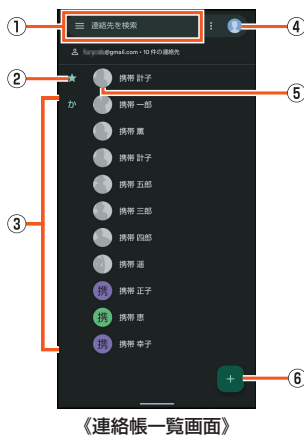 ①
連絡先を検索
④
@gmail.com・10 件の連絡先
②
携帯 計子
⑤
か
携帯 一郎
携帯 薫
携帯 計子
携帯 五郎
③
携帯 三郎
携帯 四郎
携帯 遥
携 携帯 正子
携 携帯 恵
携 携帯 幸子
+
⑥
《連絡帳一覧画面》